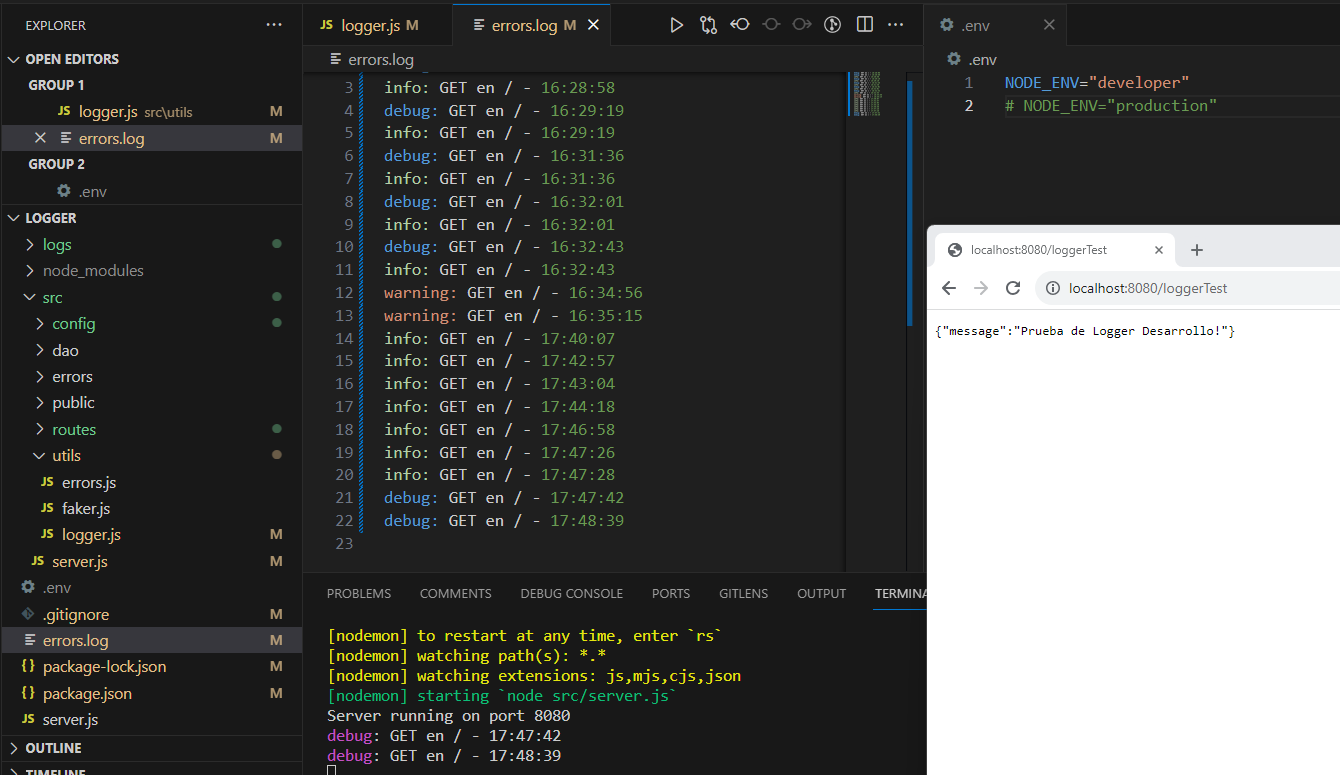 EXPLORER
OPEN EDITORS
GROUP 1
JS logger.js src\utils M
errors.log M
GROUP 2
.env
LOGGER
logs
node_modules
src
config
dao
errors
public
routes
utils
JS errors.js
JS faker.js
JS logger.js M
JS server.js M
.env
.gitignore M
errors.log M
{} package-lock.json M
{} package.json M
JS server.js
OUTLINE
TIMELINE
JS logger.js M
errors.log M
errors.log
3 info: GET en / - 16:28:58
4 debug: GET en / - 16:29:19
5 info: GET en / - 16:29:19
6 debug: GET en / - 16:31:36
7 info: GET en / - 16:31:36
8 debug: GET en / - 16:32:01
9 info: GET en / - 16:32:01
10 debug: GET en / - 16:32:43
11 info: GET en / - 16:32:43
12 warning: GET en / - 16:34:56
13 warning: GET en / - 16:35:15
14 info: GET en / - 17:40:07
15 info: GET en / - 17:42:57
16 info: GET en / - 17:43:04
17 info: GET en / - 17:44:18
18 info: GET en / - 17:46:58
19 info: GET en / - 17:47:26
20 info: GET en / - 17:47:28
21 debug: GET en / - 17:47:42
22 debug: GET en / - 17:48:39
23
PROBLEMS COMMENTS DEBUG CONSOLE PORTS GITLENS OUTPUT TERMINA
[nodemon] to restart at any time, enter `rs`
[nodemon] watching path(s): *.*
[nodemon] watching extensions: js,mjs,cjs,json
[nodemon] starting `node src/server.js`
Server running on port 8080
debug: GET en / - 17:47:42
debug: GET en / - 17:48:39
.env
.env
1 NODE_ENV="developer"
2 # NODE_ENV="production"
localhost:8080/loggerTest
localhost:8080/loggerTest
{"message":"Prueba de Logger Desarrollo!"}